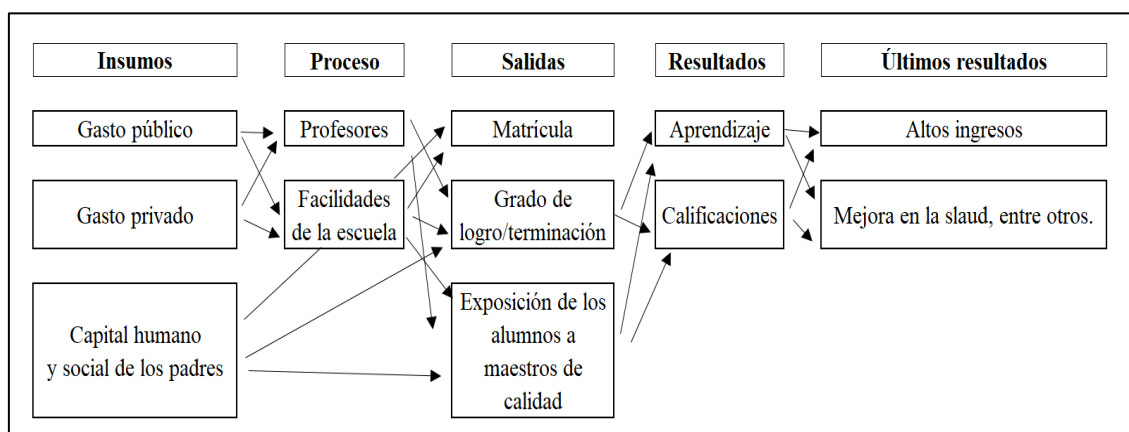 Insumos
Proceso
Salidas
Resultados
Últimos resultados
Gasto público
Profesores
Matrícula
Aprendizaje
Altos ingresos
Gasto privado
Facilidades
de la escuela
Grado de
logro/terminación
Calificaciones
Mejora en la slaud, entre otros.
Capital humano
y social de los padres
Exposición de los
alumnos a
maestros de
calidad